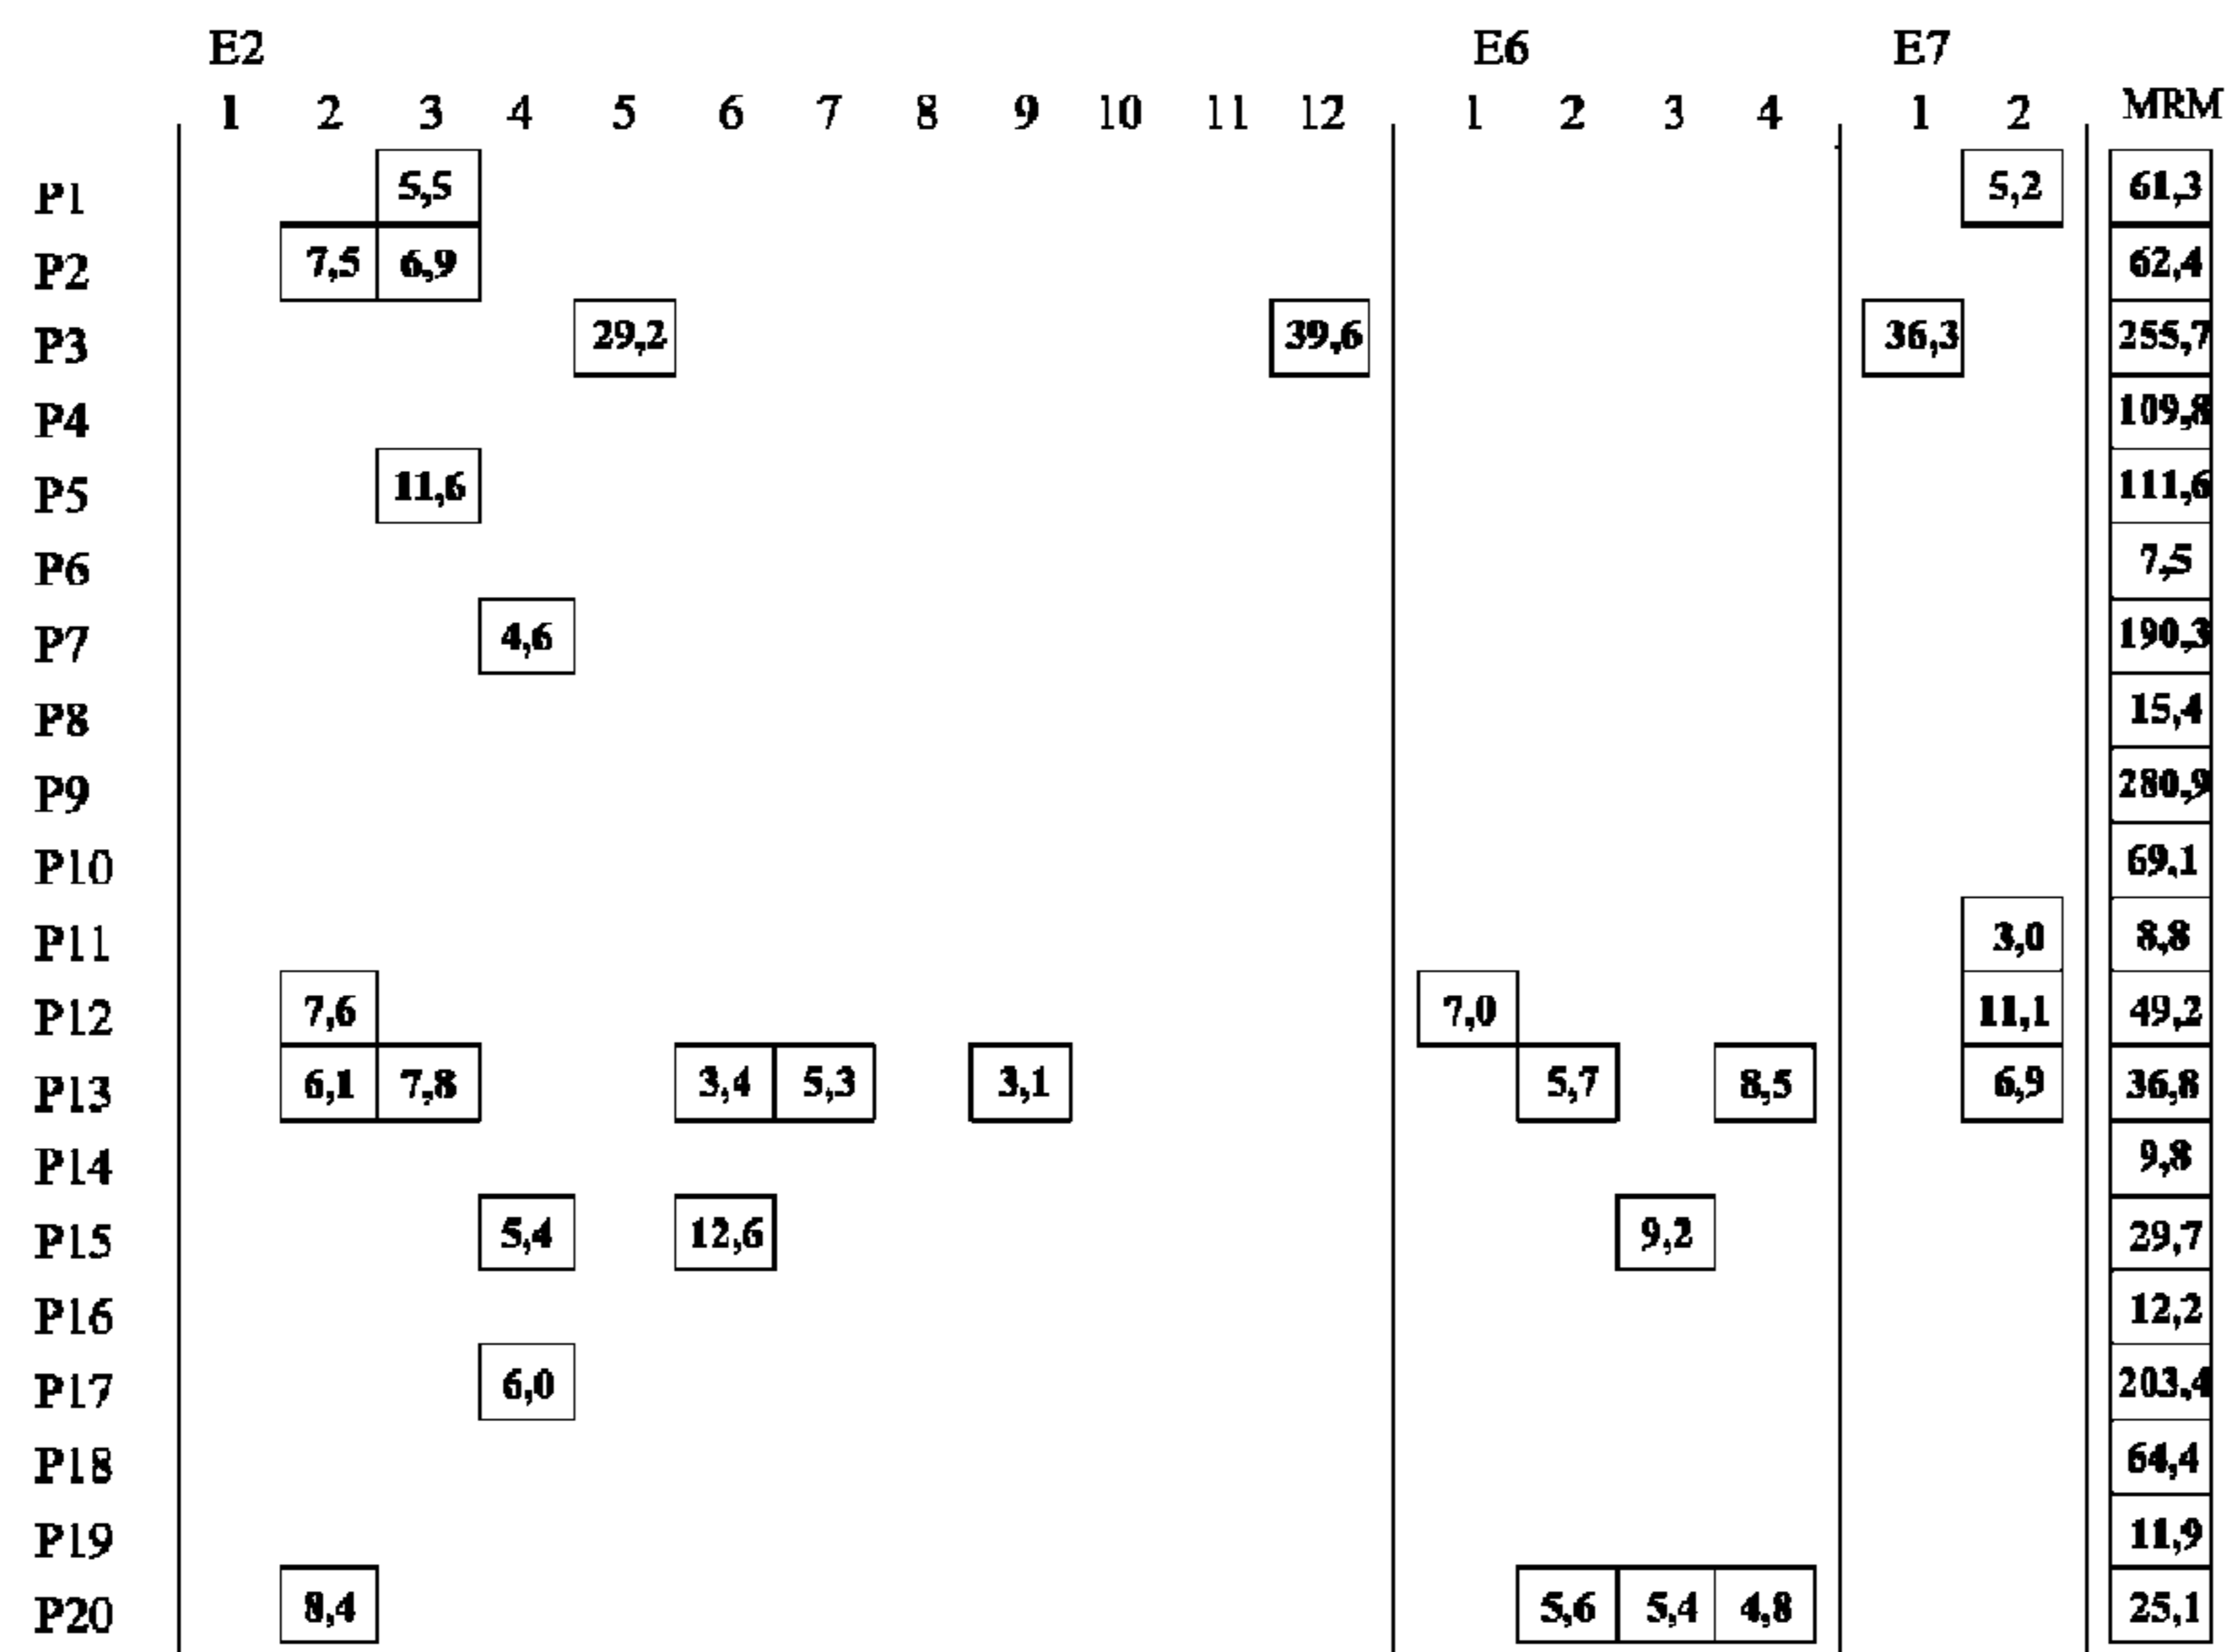 E2 E6 E7
1 2 3 4 5 6 7 8 9 10 11 12 1 2 3 4 1 2 MRM
P1 5,5 5,2 61,3
P2 7,5 6,9 62,4
P3 29,2 39,6 36,3 255,7
P4 109,8
P5 11,6 111,6
P6 7,5
P7 4,6 190,3
P8 15,4
P9 280,9
P10 69,1
P11 3,0 8,8
P12 7,6 7,0 11,1 49,2
P13 6,1 7,8 3,4 5,3 3,1 5,7 8,5 6,9 36,8
P14 9,8
P15 5,4 12,6 9,2 29,7
P16 12,2
P17 6,0 203,4
P18 64,4
P19 11,9
P20 8,4 5,6 5,4 4,8 25,1